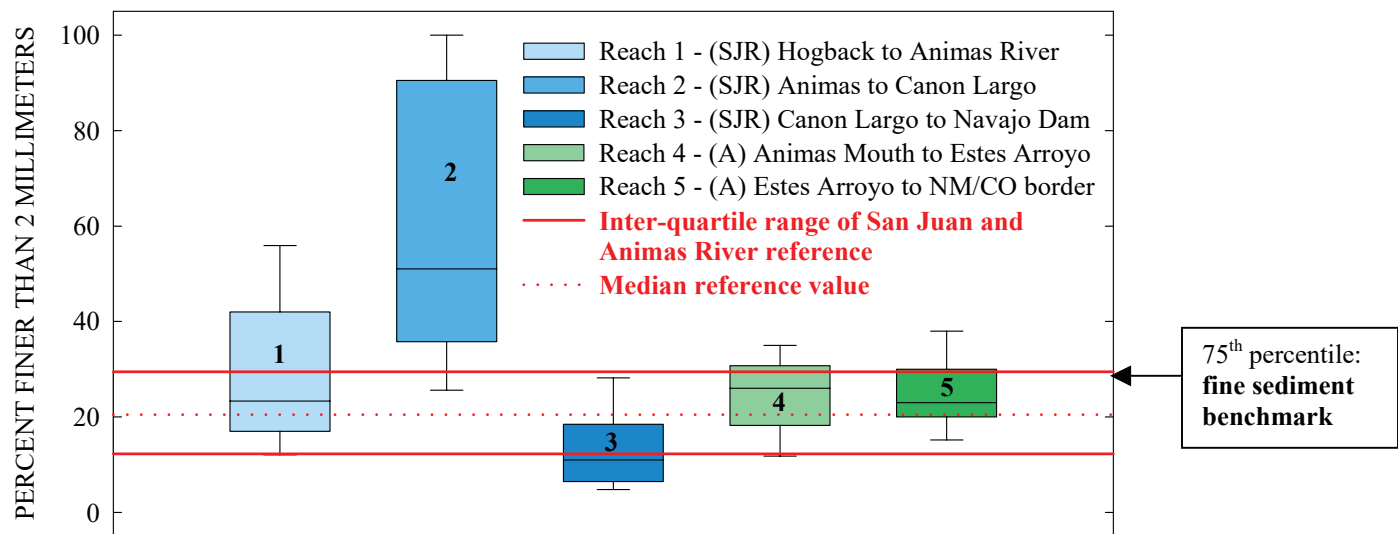 PERCENT FINER THAN 2 MILLIMETERS
100
80
60
40
20
0
1
2
3
4
5
Reach 1 - (SJR) Hogback to Animas River
Reach 2 - (SJR) Animas to Canon Largo
Reach 3 - (SJR) Canon Largo to Navajo Dam
Reach 4 - (A) Animas Mouth to Estes Arroyo
Reach 5 - (A) Estes Arroyo to NM/CO border
Inter-quartile range of San Juan and
Animas River reference
Median reference value
75th percentile:
fine sediment
benchmark